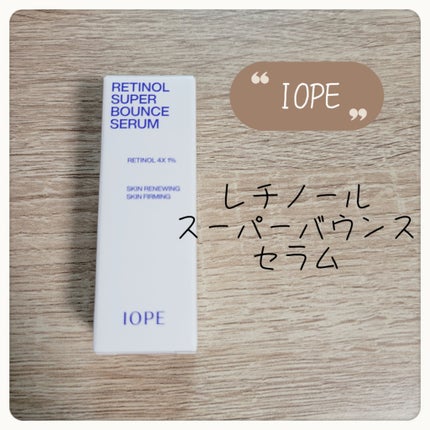 RETINOL
SUPER
BOUNCE
SERUM
RETINOL 4X 1%
SKIN RENEWING
SKIN FIRMING
IOPE
“ IOPE ”
レチノール
スーパーバウンス
セラム